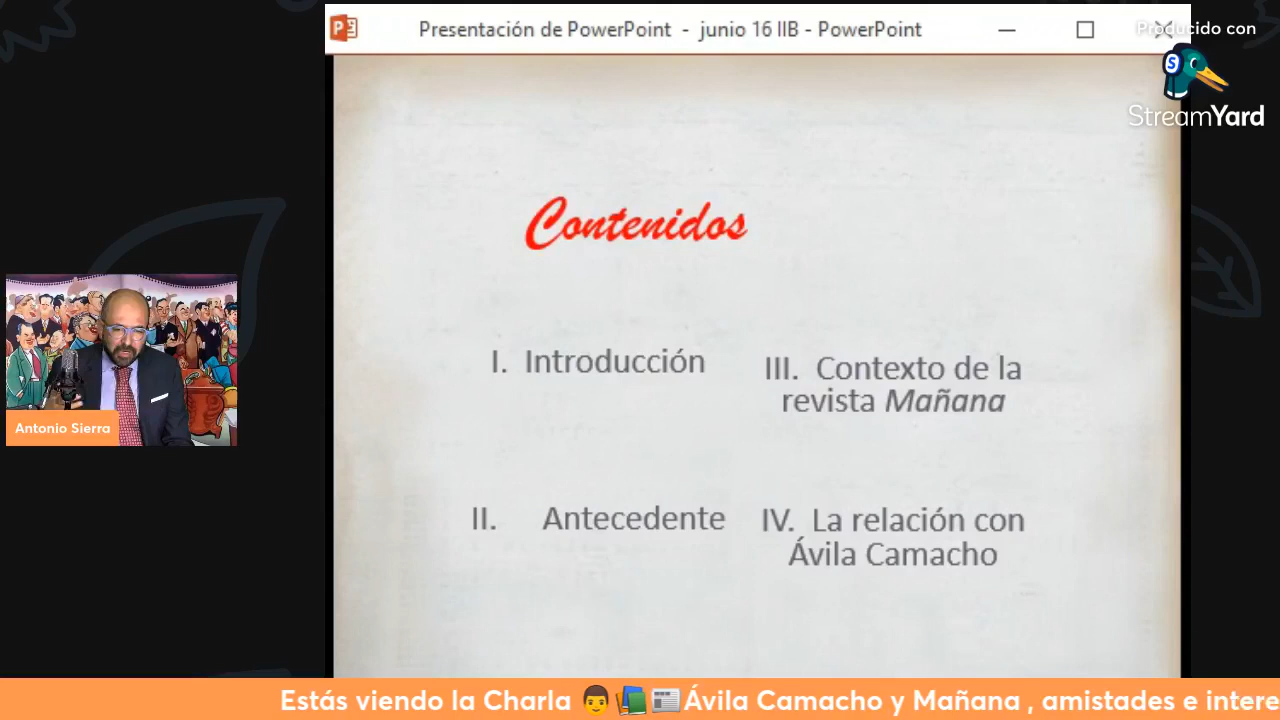 Presentación de PowerPoint - junio 16 IIB - PowerPoint
Producido con
StreamYard
Contenidos
I. Introducción
III. Contexto de la
revista Mañana
II. Antecedente
IV. La relación con
Ávila Camacho
Antonio Sierra
Estás viendo la Charla 👨📚📰Ávila Camacho y Mañana , amistades e intere